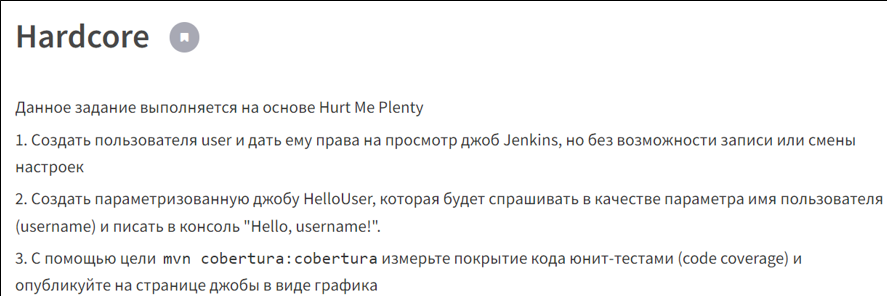 Hardcore
Данное задание выполняется на основе Hurt Me Plenty
1. Создать пользователя user и дать ему права на просмотр джоб Jenkins, но без возможности записи или смены
настроек
2. Создать параметризованную джобу HelloUser, которая будет спрашивать в качестве параметра имя пользователя
(username) и писать в консоль "Hello, username!".
3. С помощью цели mvn cobertura:cobertura измерьте покрытие кода юнит-тестами (code coverage) и
опубликуйте на странице джобы в виде графика